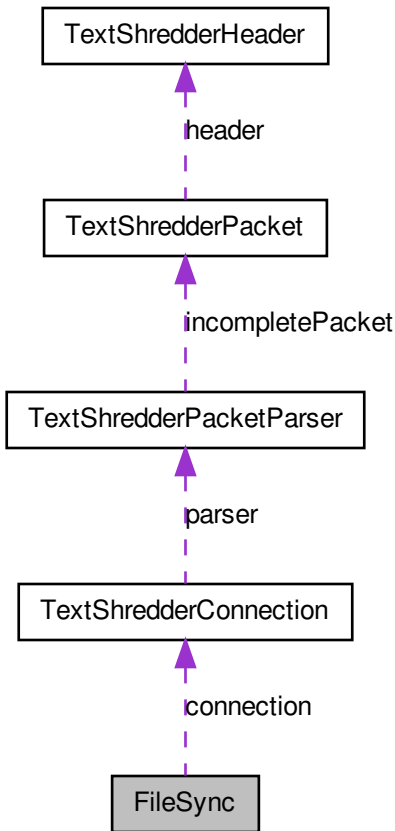 TextShredderHeader
header
TextShredderPacket
incompletePacket
TextShredderPacketParser
parser
TextShredderConnection
connection
FileSync